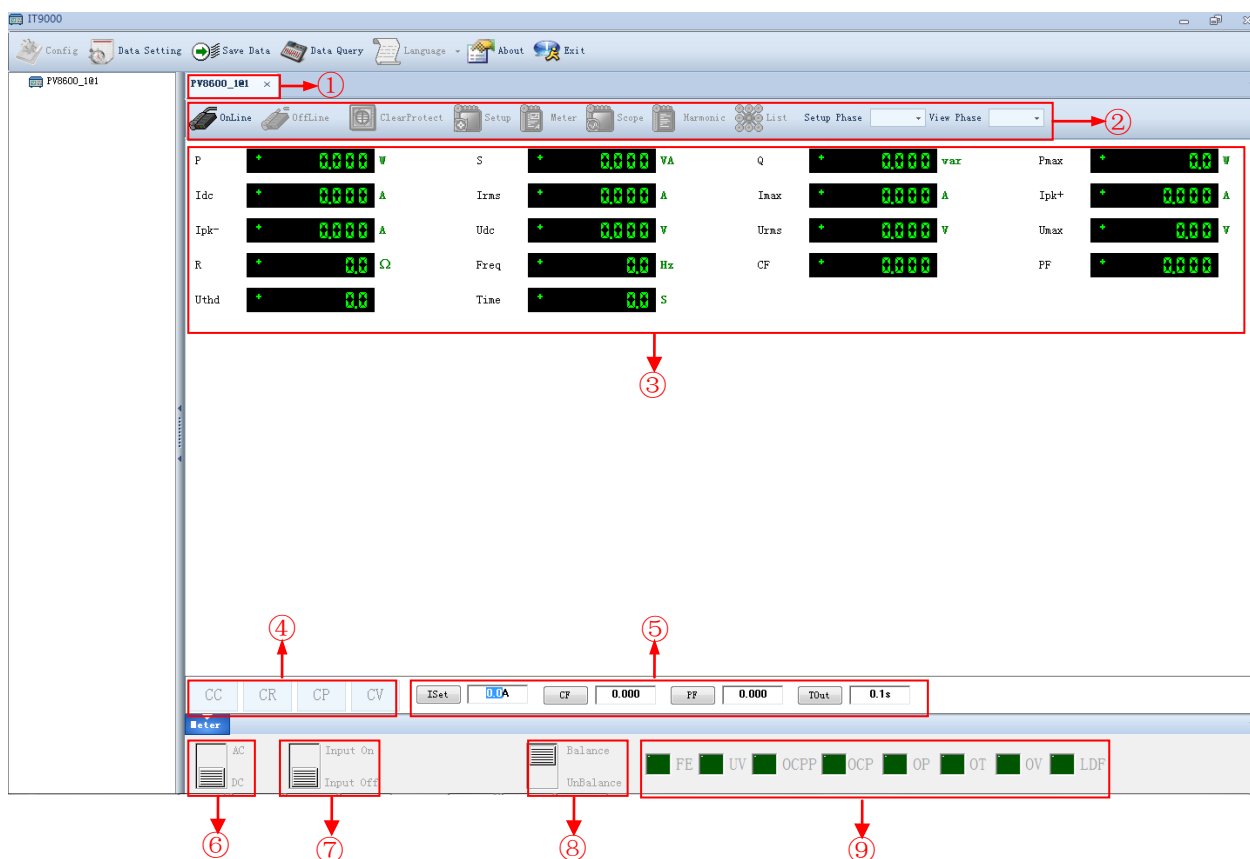 IT9000
Config Data Setting Save Data Data Query Language About Exit
PV8600_1@1
PV8600_1@1 × ①
OnLine OffLine ClearProtect Setup Meter Scope Harmonic List Setup Phase View Phase ②
P + 0.000 W S + 0.000 VA Q + 0.000 var Pmax + 0.0 W
Idc + 0.000 A Irms + 0.000 A Imax + 0.000 A Ipk+ + 0.000 A
Ipk- + 0.000 A Udc + 0.000 V Urms + 0.000 V Umax + 0.00 V
R + 0.0 Ω Freq + 0.0 Hz CF + 0.000 PF + 0.000
Uthd + 0.0 Time + 0.0 S
③
④ ⑤
CC CR CP CV ISet 0.0A CF 0.000 PF 0.000 TOut 0.1s
Meter
AC Input On Balance
FE UV OCPP OCP OP OT OV LDF
DC Input Off UnBalance
⑥ ⑦ ⑧ ⑨